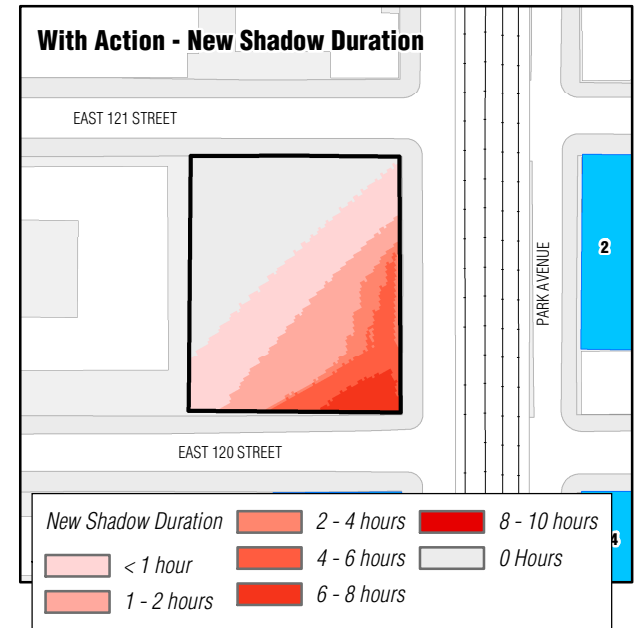 With Action - New Shadow Duration
EAST 121 STREET
2
PARK AVENUE
EAST 120 STREET
New Shadow Duration
< 1 hour
1 - 2 hours
2 - 4 hours
4 - 6 hours
6 - 8 hours
8 - 10 hours
0 Hours
4